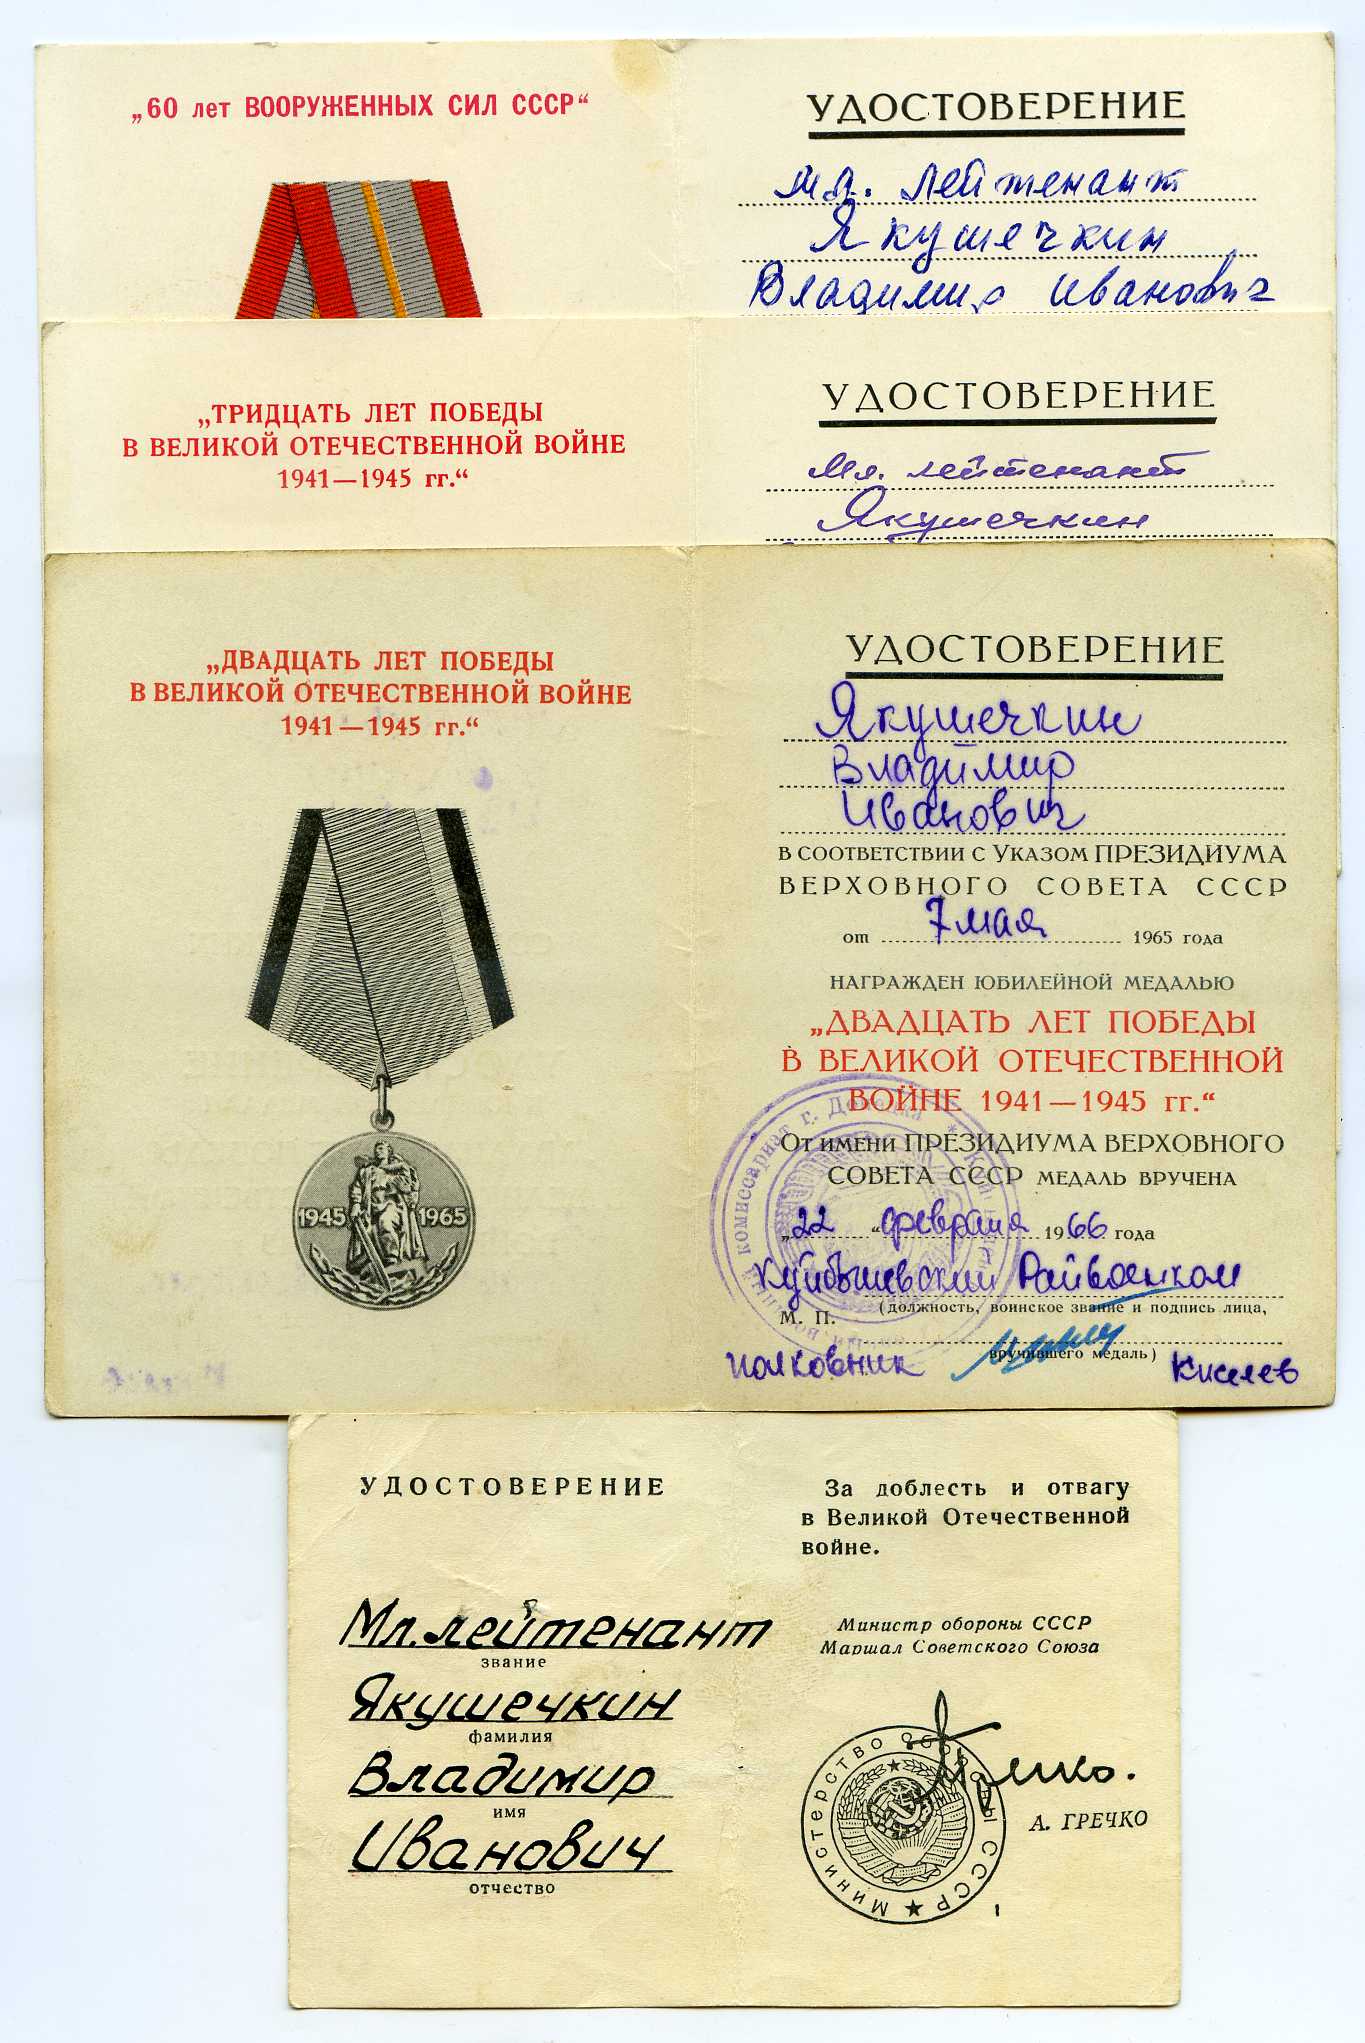 „60 лет ВООРУЖЕННЫХ СИЛ СССР“
УДОСТОВЕРЕНИЕ
мл. лейтенант
Якушечкин
Владимир Иванович
„ТРИДЦАТЬ ЛЕТ ПОБЕДЫ
В ВЕЛИКОЙ ОТЕЧЕСТВЕННОЙ ВОЙНЕ
1941—1945 гг.“
УДОСТОВЕРЕНИЕ
Мл. лейтенант
Якушечкин
„ДВАДЦАТЬ ЛЕТ ПОБЕДЫ
В ВЕЛИКОЙ ОТЕЧЕСТВЕННОЙ ВОЙНЕ
1941—1945 гг.“
1945 1965
УДОСТОВЕРЕНИЕ
Якушечкин
Владимир
Иванович
В СООТВЕТСТВИИ С УКАЗОМ ПРЕЗИДИУМА
ВЕРХОВНОГО СОВЕТА СССР
от 7 мая 1965 года
НАГРАЖДЕН ЮБИЛЕЙНОЙ МЕДАЛЬЮ
„ДВАДЦАТЬ ЛЕТ ПОБЕДЫ
В ВЕЛИКОЙ ОТЕЧЕСТВЕННОЙ
ВОЙНЕ 1941—1945 гг.“
ОТ ИМЕНИ ПРЕЗИДИУМА ВЕРХОВНОГО
СОВЕТА СССР МЕДАЛЬ ВРУЧЕНА
„22“ февраля 1966 года
Куйбышевский Райвоенком
М. П. (должность, воинское звание и подпись лица,
вручившего медаль)
полковник Киселев
комиссариат г. Донецка
УДОСТОВЕРЕНИЕ
Мл. лейтенант
звание
Якушечкин
фамилия
Владимир
имя
Иванович
отчество
За доблесть и отвагу
в Великой Отечественной
войне.
Министр обороны СССР
Маршал Советского Союза
А. ГРЕЧКО
Министерство Обороны СССР